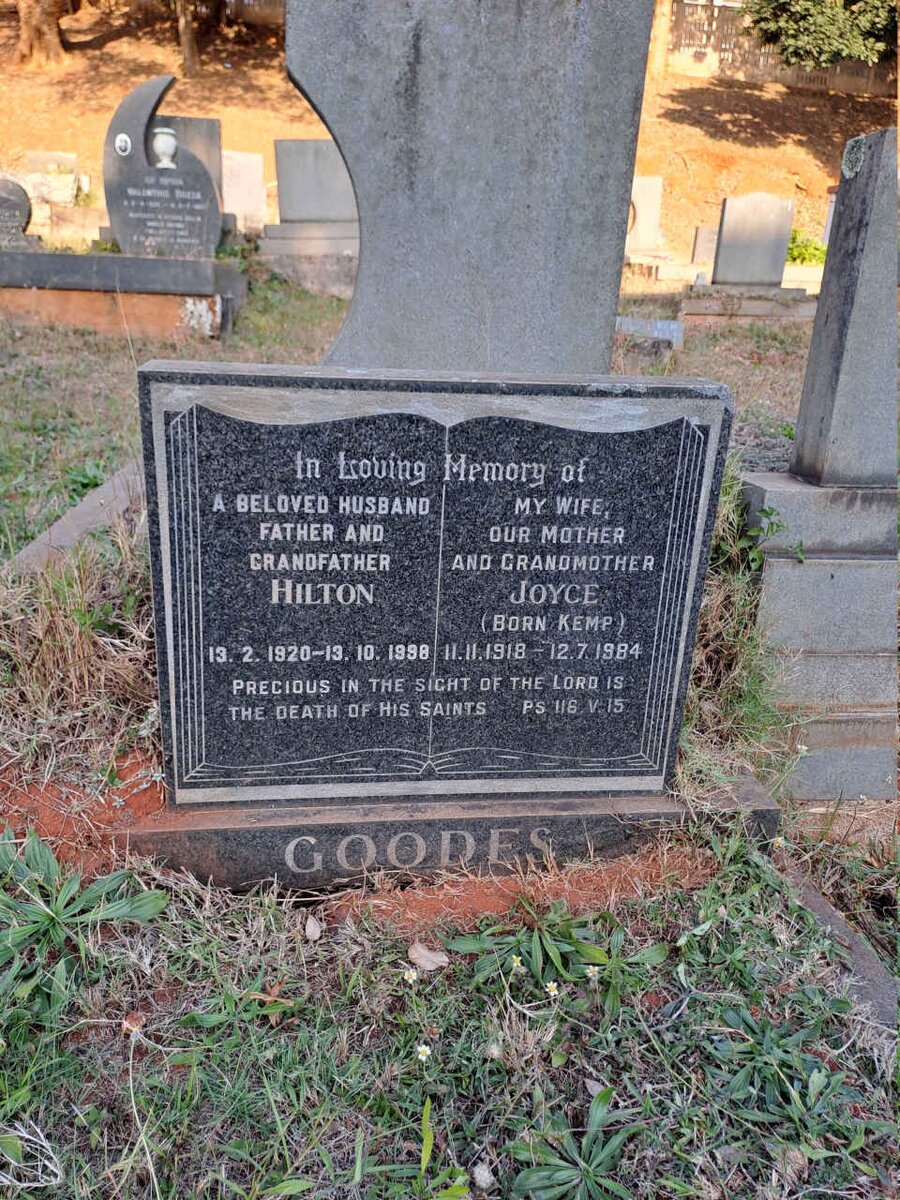 In Loving Memory of
A BELOVED HUSBAND
FATHER AND
GRANDFATHER
HILTON
13. 2. 1920–13. 10. 1998
MY WIFE,
OUR MOTHER
AND GRANDMOTHER
JOYCE
(BORN KEMP)
11.11.1918 – 12.7.1984
PRECIOUS IN THE SIGHT OF THE LORD IS
THE DEATH OF HIS SAINTS PS 116 V.15
GOODES